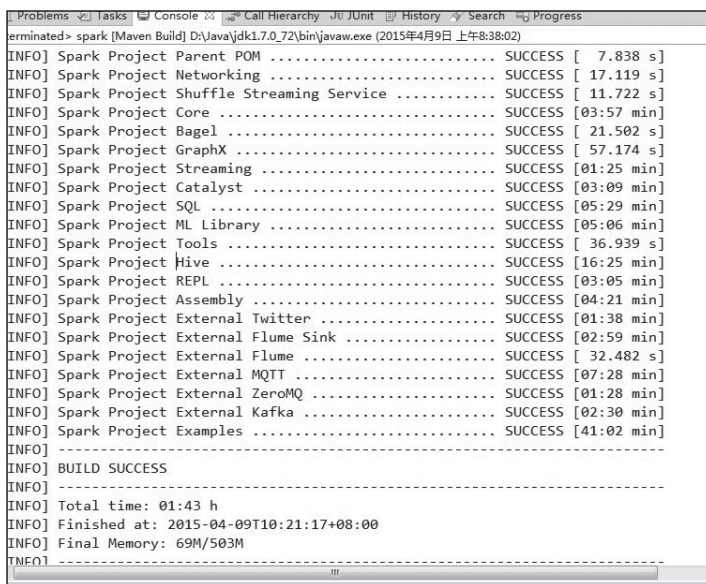 Problems Tasks Console Call Hierarchy Ju JUnit History Search Progress
terminated> spark [Maven Build] D:\Java\jdk1.7.0_72\bin\javaw.exe (2015年4月9日 上午8:38:02)
INFO] Spark Project Parent POM ........................... SUCCESS [  7.838 s]
INFO] Spark Project Networking ........................... SUCCESS [ 17.119 s]
INFO] Spark Project Shuffle Streaming Service ............ SUCCESS [ 11.722 s]
INFO] Spark Project Core ................................. SUCCESS [03:57 min]
INFO] Spark Project Bagel ................................ SUCCESS [ 21.502 s]
INFO] Spark Project GraphX ............................... SUCCESS [ 57.174 s]
INFO] Spark Project Streaming ............................ SUCCESS [01:25 min]
INFO] Spark Project Catalyst ............................. SUCCESS [03:09 min]
INFO] Spark Project SQL .................................. SUCCESS [05:29 min]
INFO] Spark Project ML Library ........................... SUCCESS [05:06 min]
INFO] Spark Project Tools ................................ SUCCESS [ 36.939 s]
INFO] Spark Project Hive ................................. SUCCESS [16:25 min]
INFO] Spark Project REPL ................................. SUCCESS [03:05 min]
INFO] Spark Project Assembly ............................. SUCCESS [04:21 min]
INFO] Spark Project External Twitter ..................... SUCCESS [01:38 min]
INFO] Spark Project External Flume Sink .................. SUCCESS [02:59 min]
INFO] Spark Project External Flume ....................... SUCCESS [ 32.482 s]
INFO] Spark Project External MQTT ........................ SUCCESS [07:28 min]
INFO] Spark Project External ZeroMQ ...................... SUCCESS [01:28 min]
INFO] Spark Project External Kafka ....................... SUCCESS [02:30 min]
INFO] Spark Project Examples ............................. SUCCESS [41:02 min]
INFO] ------------------------------------------------------------------------
INFO] BUILD SUCCESS
INFO] ------------------------------------------------------------------------
INFO] Total time: 01:43 h
INFO] Finished at: 2015-04-09T10:21:17+08:00
INFO] Final Memory: 69M/503M
INFO] ------------------------------------------------------------------------